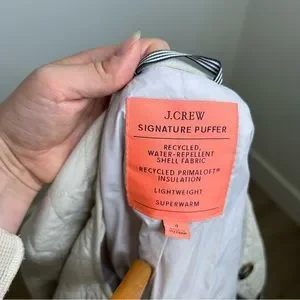 J.CREW
SIGNATURE PUFFER
RECYCLED,
WATER-REPELLENT
SHELL FABRIC
RECYCLED PRIMALOFT®
INSULATION
LIGHTWEIGHT
SUPERWARM